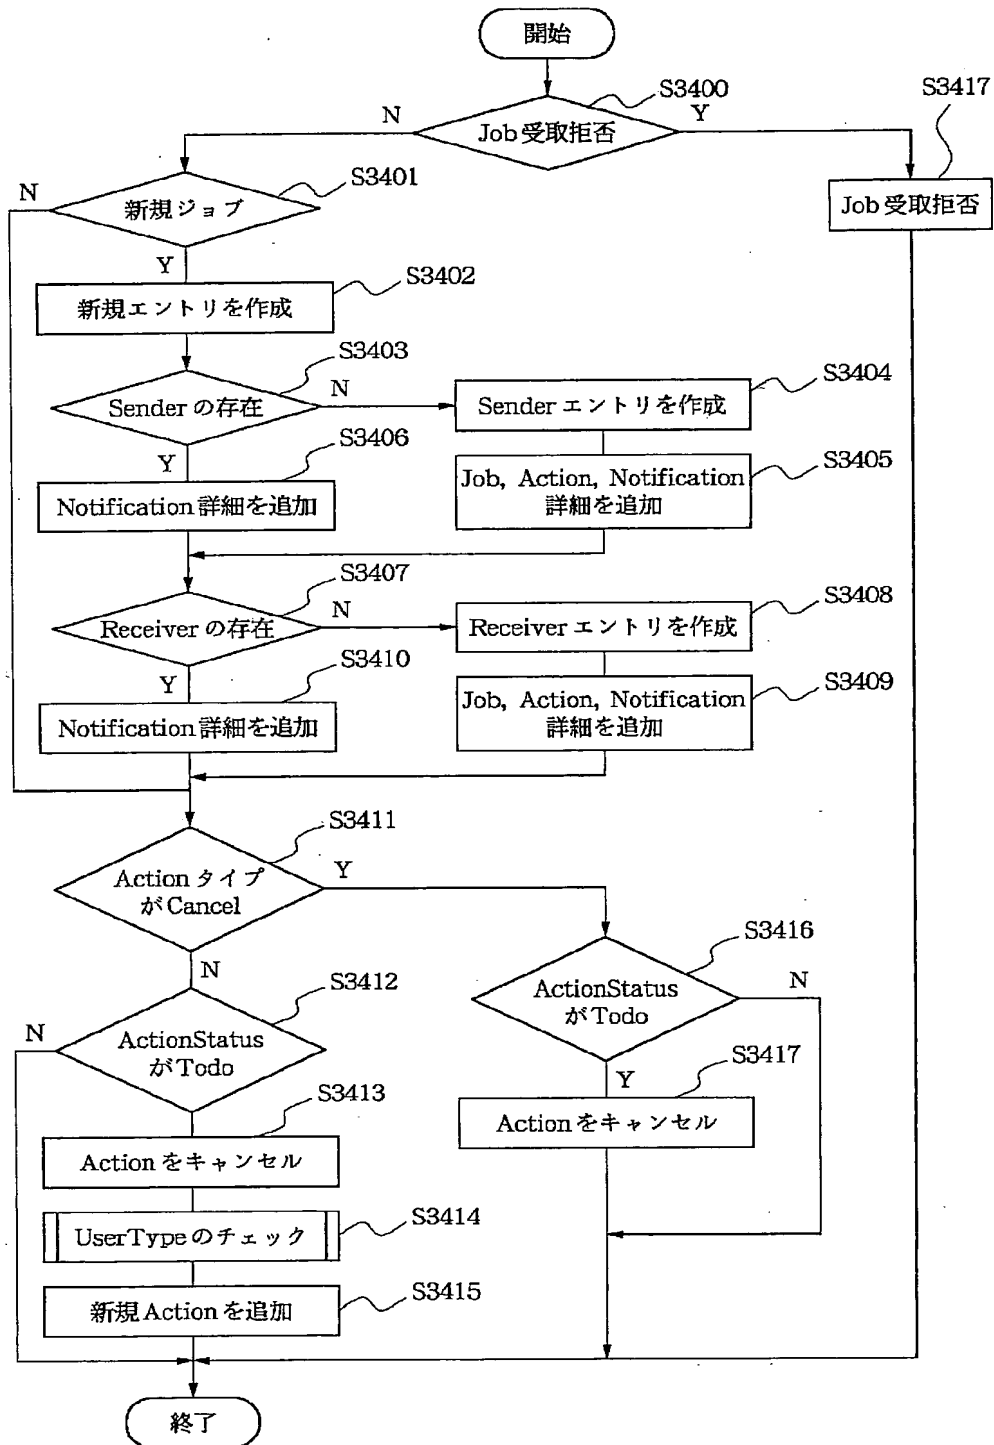 開始
S3400
S3417
N
Job受取拒否
Y
S3401
N
新規ジョブ
Job受取拒否
Y
S3402
新規エントリを作成
S3403
Senderの存在
N
Senderエントリを作成
S3404
Y
S3406
Notification詳細を追加
Job, Action, Notification
詳細を追加
S3405
S3407
Receiverの存在
N
Receiverエントリを作成
S3408
Y
S3410
Notification詳細を追加
Job, Action, Notification
詳細を追加
S3409
S3411
Actionタイプ
がCancel
Y
N
S3416
ActionStatus
がTodo
N
S3412
N
ActionStatus
がTodo
Y
S3417
Actionをキャンセル
S3413
Actionをキャンセル
UserTypeのチェック
S3414
新規Actionを追加
S3415
終了